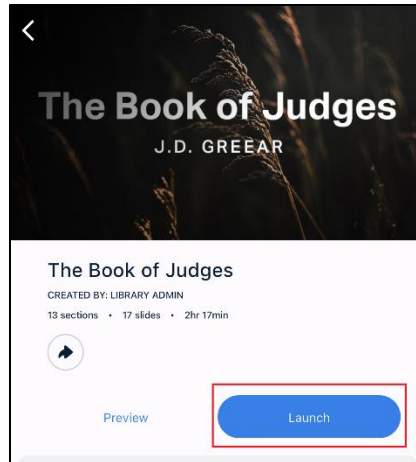 The Book of Judges
J.D. GREEAR
The Book of Judges
CREATED BY: LIBRARY ADMIN
13 sections • 17 slides • 2hr 17min
Preview Launch